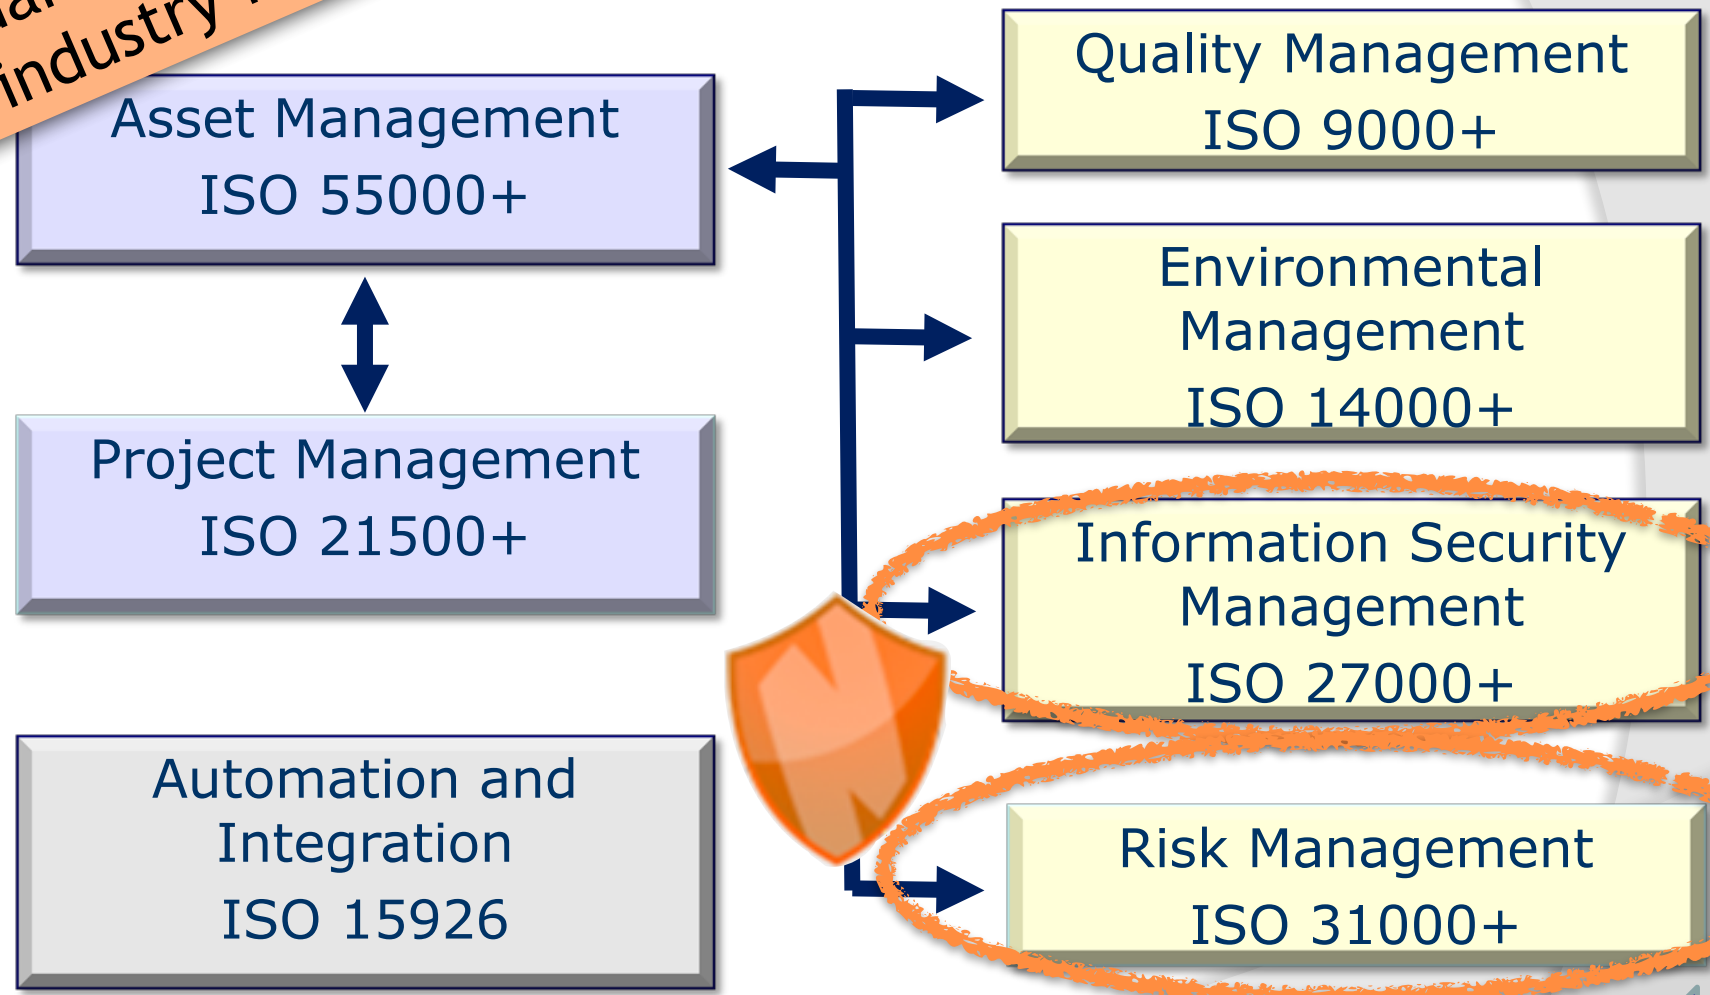 industry
Asset Management
ISO 55000+
Project Management
ISO 21500+
Automation and
Integration
ISO 15926
Quality Management
ISO 9000+
Environmental
Management
ISO 14000+
Information Security
Management
ISO 27000+
Risk Management
ISO 31000+